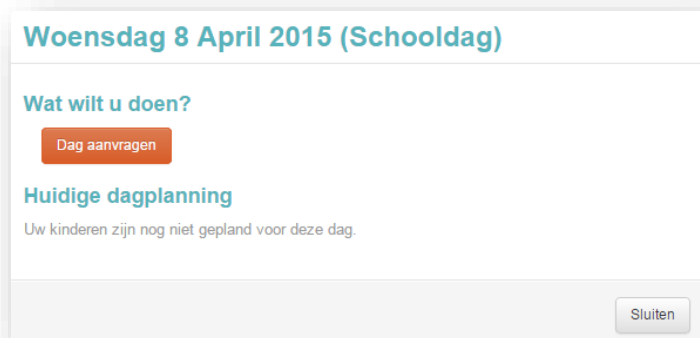 Woensdag 8 April 2015 (Schooldag)
Wat wilt u doen?
Dag aanvragen
Huidige dagplanning
Uw kinderen zijn nog niet gepland voor deze dag.
Sluiten